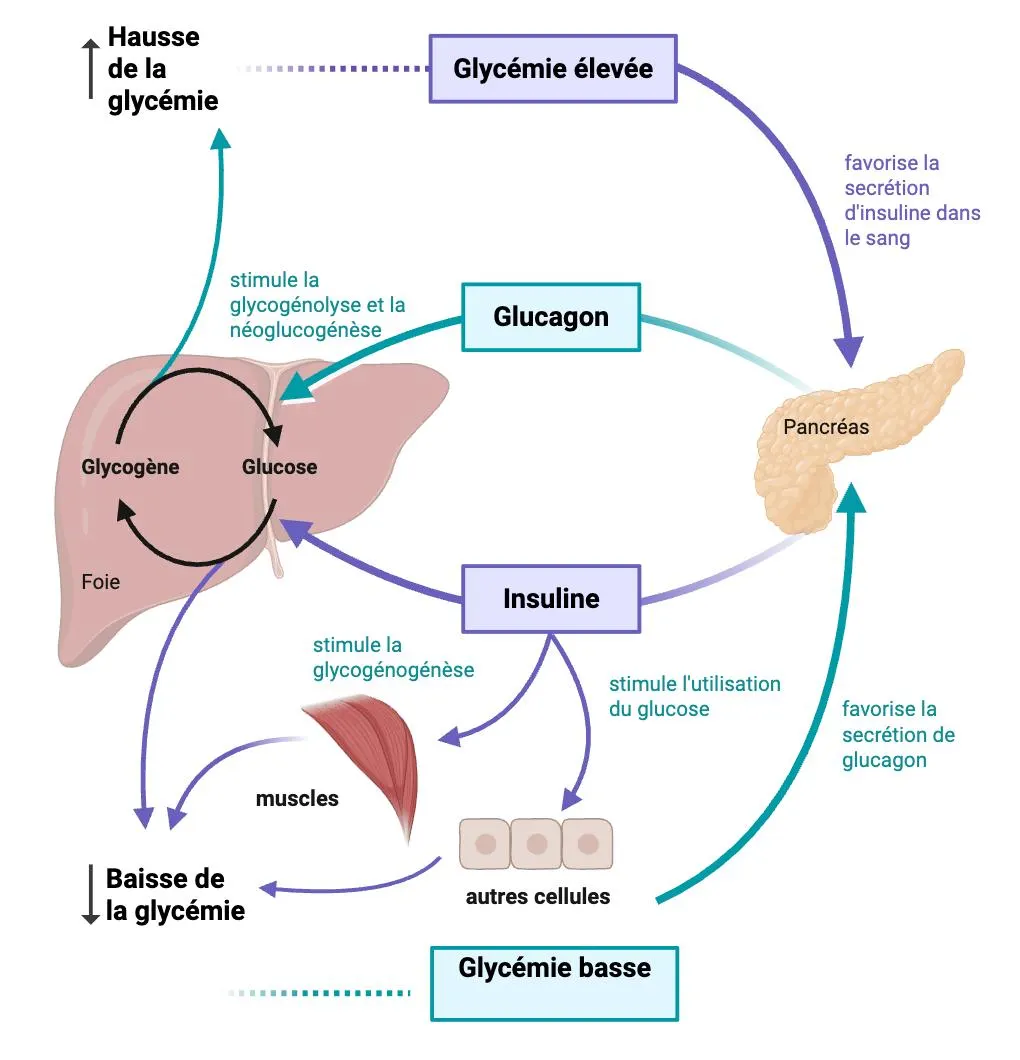 Hausse
de la
glycémie
Glycémie élevée
favorise la
secrétion
d'insuline dans
le sang
stimule la
glycogénolyse et la
néoglucogénèse
Glucagon
Pancréas
Glycogène
Glucose
Foie
Insuline
stimule la
glycogénogénèse
stimule l'utilisation
du glucose
favorise la
secrétion de
glucagon
muscles
autres cellules
Baisse de
la glycémie
Glycémie basse